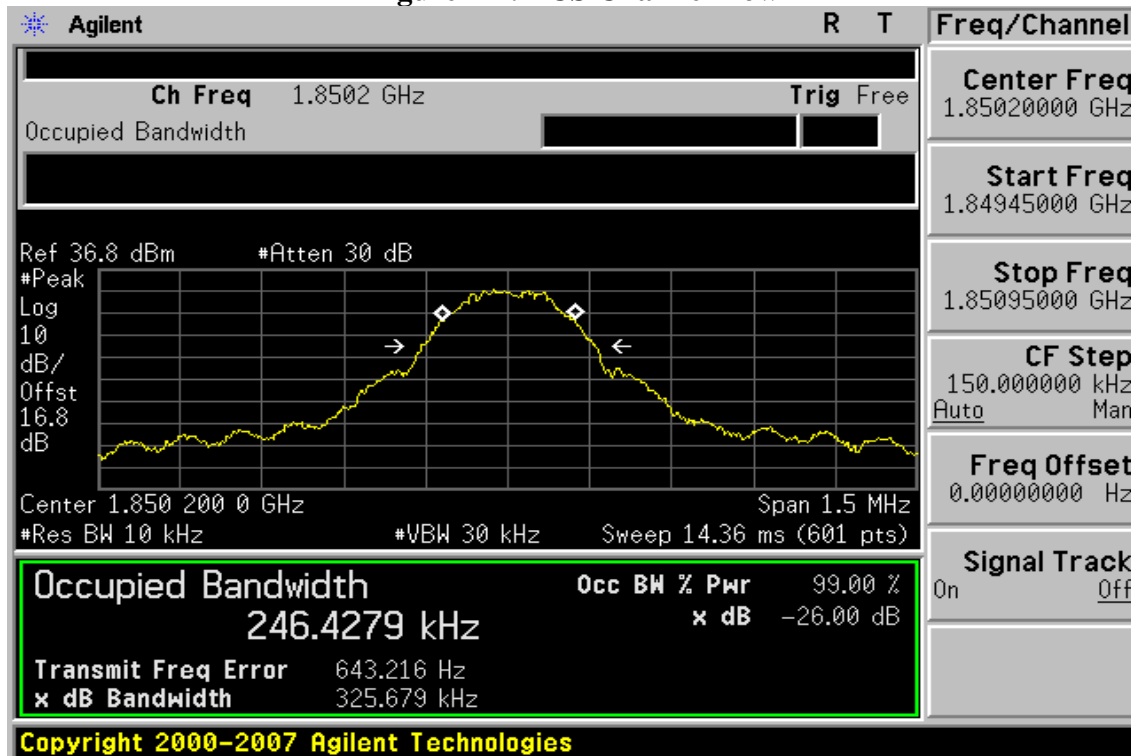 Agilent R T
Freq/Channel
Ch Freq 1.8502 GHz Trig Free
Occupied Bandwidth
Center Freq
1.85020000 GHz
Start Freq
1.84945000 GHz
Stop Freq
1.85095000 GHz
CF Step
150.000000 kHz
Auto Man
Freq Offset
0.00000000 Hz
Signal Track
On Off
Ref 36.8 dBm #Atten 30 dB
#Peak
Log
10
dB/
Offst
16.8
dB
Center 1.850 200 0 GHz Span 1.5 MHz
#Res BW 10 kHz #VBW 30 kHz Sweep 14.36 ms (601 pts)
Occupied Bandwidth Occ BW % Pwr 99.00 %
246.4279 kHz x dB -26.00 dB
Transmit Freq Error 643.216 Hz
x dB Bandwidth 325.679 kHz
Copyright 2000-2007 Agilent Technologies